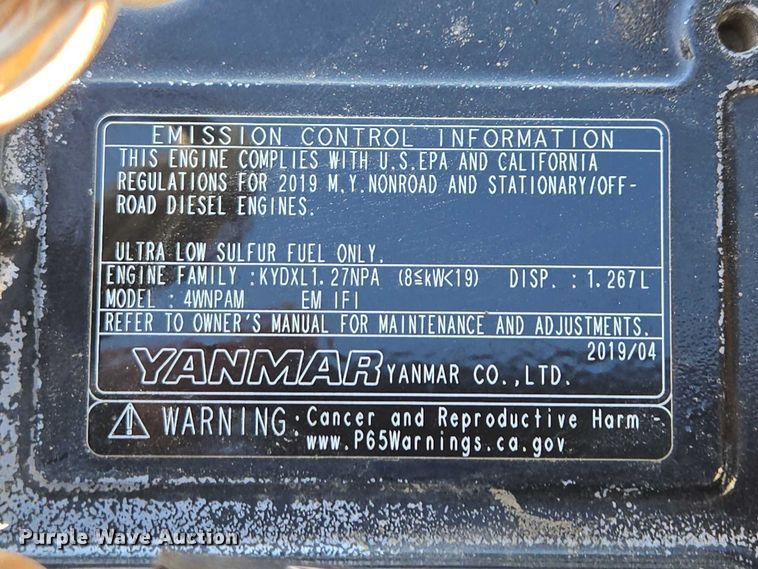 EMISSION CONTROL INFORMATION
THIS ENGINE COMPLIES WITH U.S.EPA AND CALIFORNIA
REGULATIONS FOR 2019 M.Y.NONROAD AND STATIONARY/OFF-
ROAD DIESEL ENGINES.
ULTRA LOW SULFUR FUEL ONLY.
ENGINE FAMILY :KYDXL1.27NPA (8≦kW<19) DISP. : 1.267L
MODEL : 4WNPAM EM IFI
REFER TO OWNER'S MANUAL FOR MAINTENANCE AND ADJUSTMENTS.
2019/04
YANMAR YANMAR CO.,LTD.
WARNING: Cancer and Reproductive Harm -
www.P65Warnings.ca.gov
Purple Wave Auction